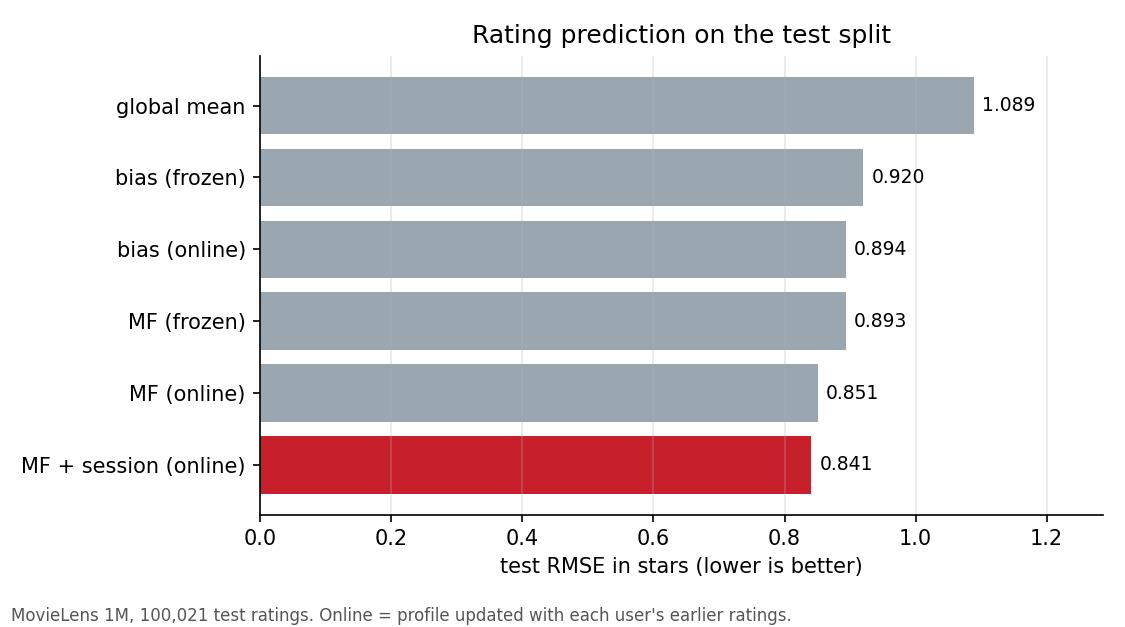 Rating prediction on the test split
global mean
1.089
bias (frozen)
0.920
bias (online)
0.894
MF (frozen)
0.893
MF (online)
0.851
MF + session (online)
0.841
0.0 0.2 0.4 0.6 0.8 1.0 1.2
test RMSE in stars (lower is better)
MovieLens 1M, 100,021 test ratings. Online = profile updated with each user's earlier ratings.